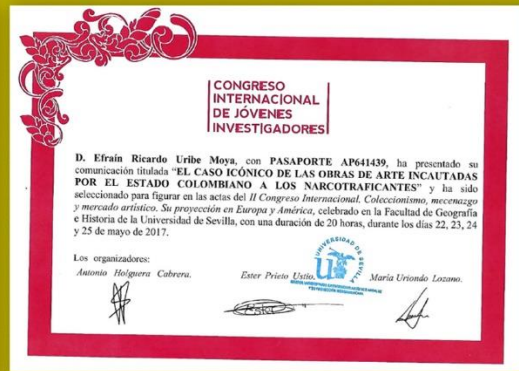 CONGRESO
INTERNACIONAL
DE JÓVENES
INVESTIGADORES
D. Efraín Ricardo Uribe Moya, con PASAPORTE AP641439, ha presentado su
comunicación titulada "EL CASO ICÓNICO DE LAS OBRAS DE ARTE INCAUTADAS
POR EL ESTADO COLOMBIANO A LOS NARCOTRAFICANTES" y ha sido
seleccionado para figurar en las actas del II Congreso Internacional. Coleccionismo, mecenazgo
y mercado artístico. Su proyección en Europa y América, celebrado en la Facultad de Geografía
e Historia de la Universidad de Sevilla, con una duración de 20 horas, durante los días 22, 23, 24
y 25 de mayo de 2017.
Los organizadores:
Antonio Holguera Cabrera.
Ester Prieto Ustio.
María Uriondo Lozano.
UNIVERSIDAD DE SEVILLA